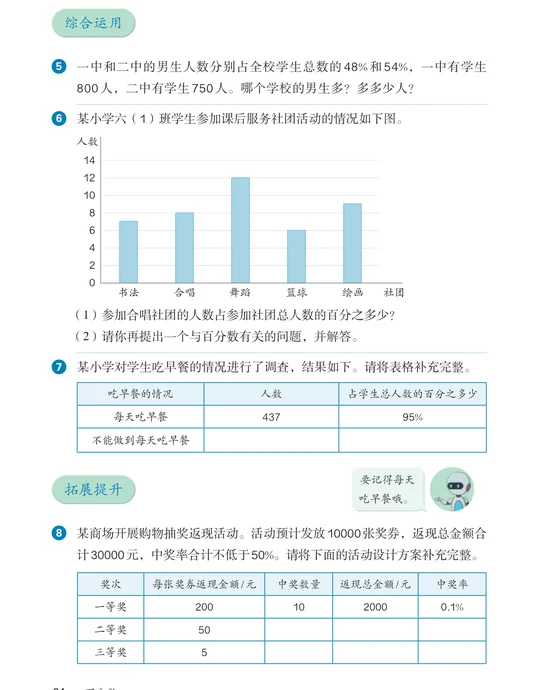 综合运用
5 一中和二中的男生人数分别占全校学生总数的48%和54%，一中有学生
800人，二中有学生750人。哪个学校的男生多？多多少人？
6 某小学六（1）班学生参加课后服务社团活动的情况如下图。
人数
14
12
10
8
6
4
2
0
书法 合唱 舞蹈 篮球 绘画 社团
（1）参加合唱社团的人数占参加社团总人数的百分之多少？
（2）请你再提出一个与百分数有关的问题，并解答。
7 某小学对学生吃早餐的情况进行了调查，结果如下。请将表格补充完整。
吃早餐的情况 人数 占学生总人数的百分之多少
每天吃早餐 437 95%
不能做到每天吃早餐
拓展提升
要记得每天
吃早餐哦。
8 某商场开展购物抽奖返现活动。活动预计发放10000张奖券，返现总金额合
计30000元，中奖率合计不低于50%。请将下面的活动设计方案补充完整。
奖次 每张奖券返现金额/元 中奖数量 返现总金额/元 中奖率
一等奖 200 10 2000 0.1%
二等奖 50
三等奖 5